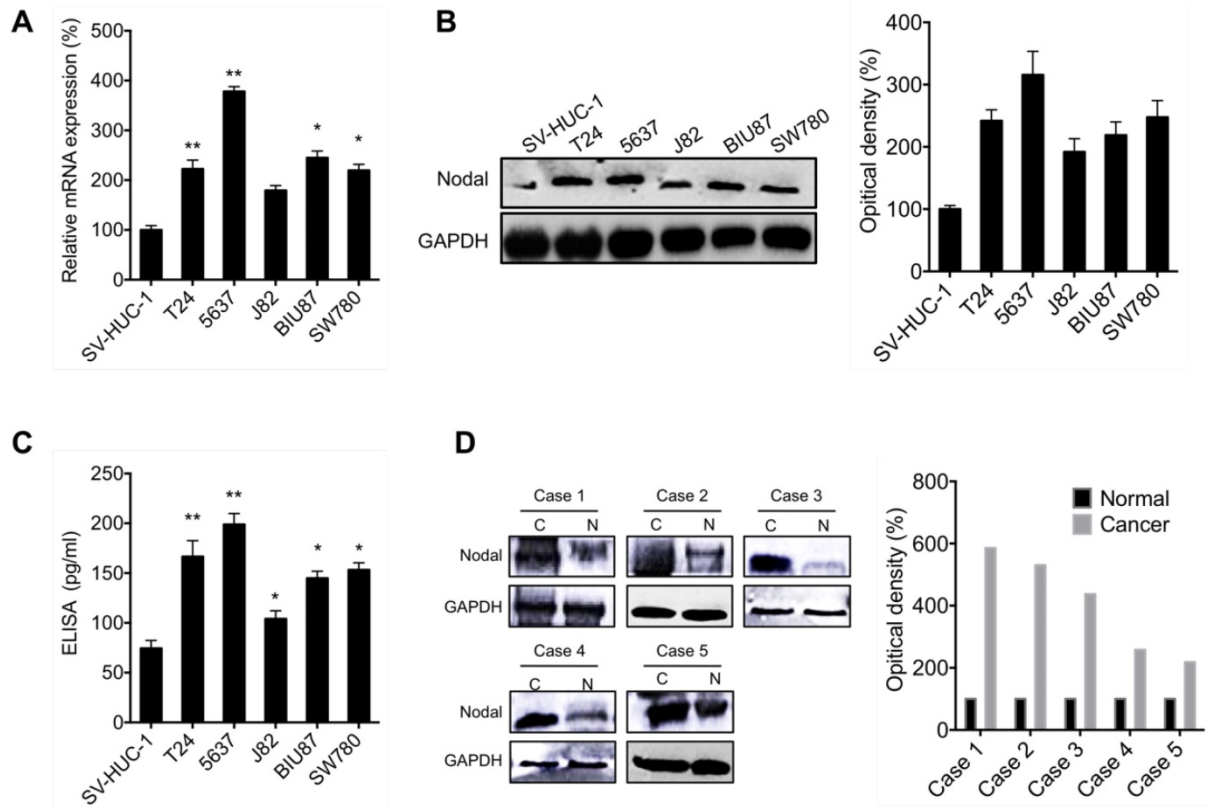 A
Relative mRNA expression (%)
500
400
300
200
100
0
**
**
*
*
SV-HUC-1
T24
5637
J82
BIU87
SW780
B
SV-HUC-1
T24
5637
J82
BIU87
SW780
Nodal
GAPDH
Opitical density (%)
400
300
200
100
0
SV-HUC-1
T24
5637
J82
BIU87
SW780
C
ELISA (pg/ml)
250
200
150
100
50
0
**
**
*
*
*
SV-HUC-1
T24
5637
J82
BIU87
SW780
D
Case 1
Case 2
Case 3
C N
C N
C N
Nodal
GAPDH
Case 4
Case 5
C N
C N
Nodal
GAPDH
Opitical density (%)
800
600
400
200
0
Normal
Cancer
Case 1
Case 2
Case 3
Case 4
Case 5